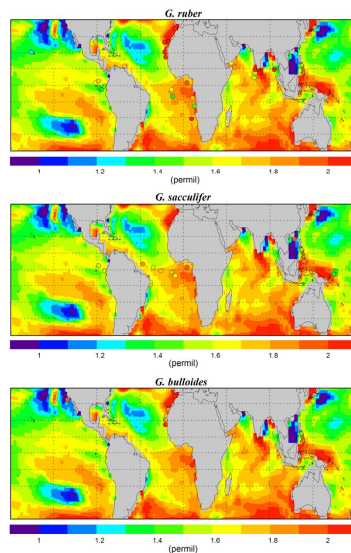 G. ruber
1 1.2 1.4 1.6 1.8 2
(permil)
G. sacculifer
1 1.2 1.4 1.6 1.8 2
(permil)
G. bulloides
1 1.2 1.4 1.6 1.8 2
(permil)